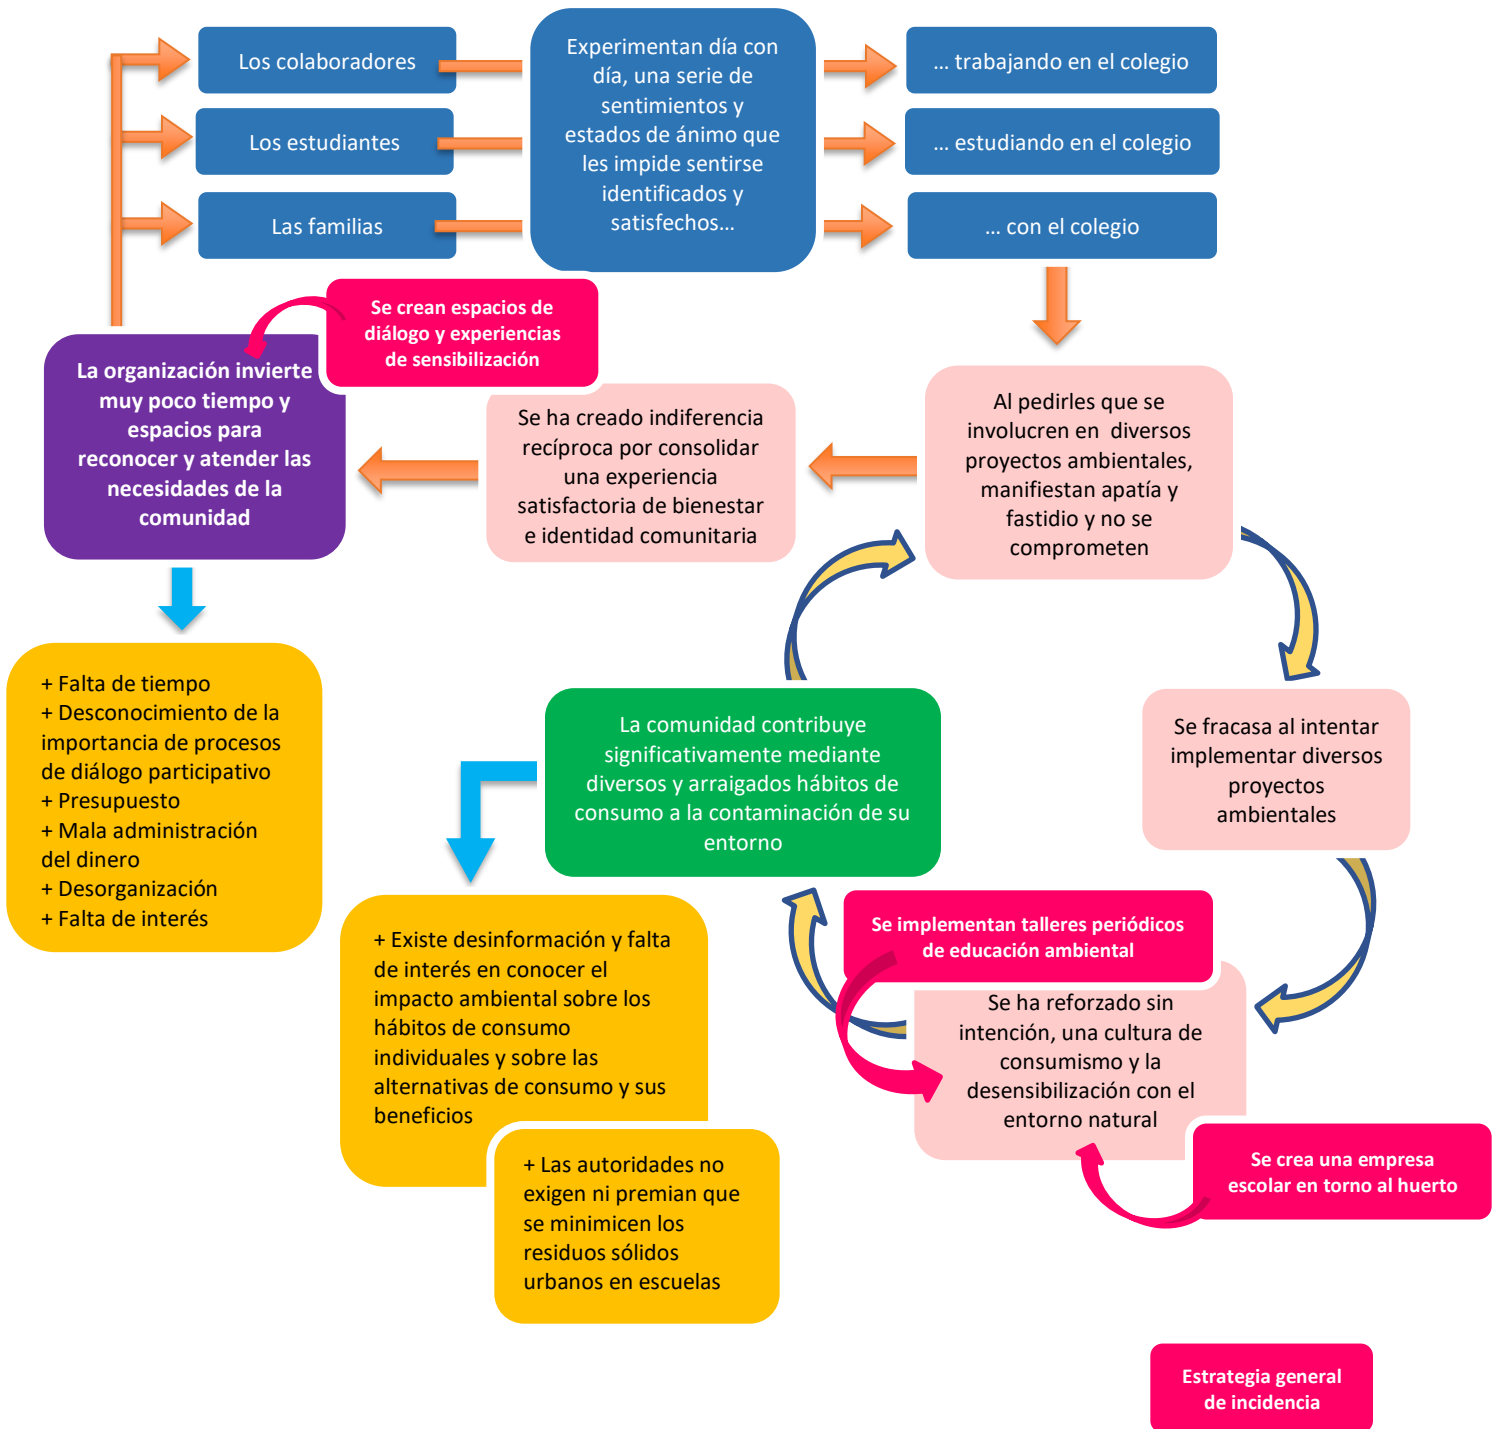 Los colaboradores
Experimentan día con
día, una serie de
sentimientos y
estados de ánimo que
les impide sentirse
identificados y
satisfechos…
… trabajando en el colegio
Los estudiantes
… estudiando en el colegio
Las familias
… con el colegio
Se crean espacios de
diálogo y experiencias
de sensibilización
La organización invierte
muy poco tiempo y
espacios para
reconocer y atender las
necesidades de la
comunidad
Se ha creado indiferencia
recíproca por consolidar
una experiencia
satisfactoria de bienestar
e identidad comunitaria
Al pedirles que se
involucren en diversos
proyectos ambientales,
manifiestan apatía y
fastidio y no se
comprometen
+ Falta de tiempo
+ Desconocimiento de la
importancia de procesos
de diálogo participativo
+ Presupuesto
+ Mala administración
del dinero
+ Desorganización
+ Falta de interés
La comunidad contribuye
significativamente mediante
diversos y arraigados hábitos de
consumo a la contaminación de su
entorno
Se fracasa al intentar
implementar diversos
proyectos
ambientales
+ Existe desinformación y falta
de interés en conocer el
impacto ambiental sobre los
hábitos de consumo
individuales y sobre las
alternativas de consumo y sus
beneficios
Se implementan talleres periódicos
de educación ambiental
Se ha reforzado sin
intención, una cultura de
consumismo y la
desensibilización con el
entorno natural
+ Las autoridades no
exigen ni premian que
se minimicen los
residuos sólidos
urbanos en escuelas
Se crea una empresa
escolar en torno al huerto
Estrategia general
de incidencia